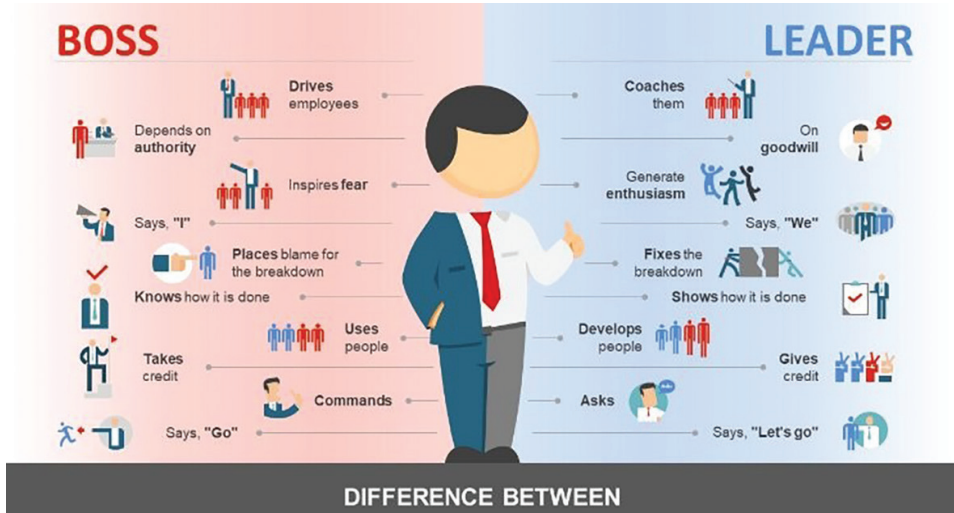 BOSS
LEADER
Drives
employees
Coaches
them
Depends on
authority
On
goodwill
Inspires fear
Generate
enthusiasm
Says, "I"
Says, "We"
Places blame for
the breakdown
Fixes the
breakdown
Knows how it is done
Shows how it is done
Uses
people
Develops
people
Takes
credit
Gives
credit
Commands
Asks
Says, "Go"
Says, "Let's go"
DIFFERENCE BETWEEN